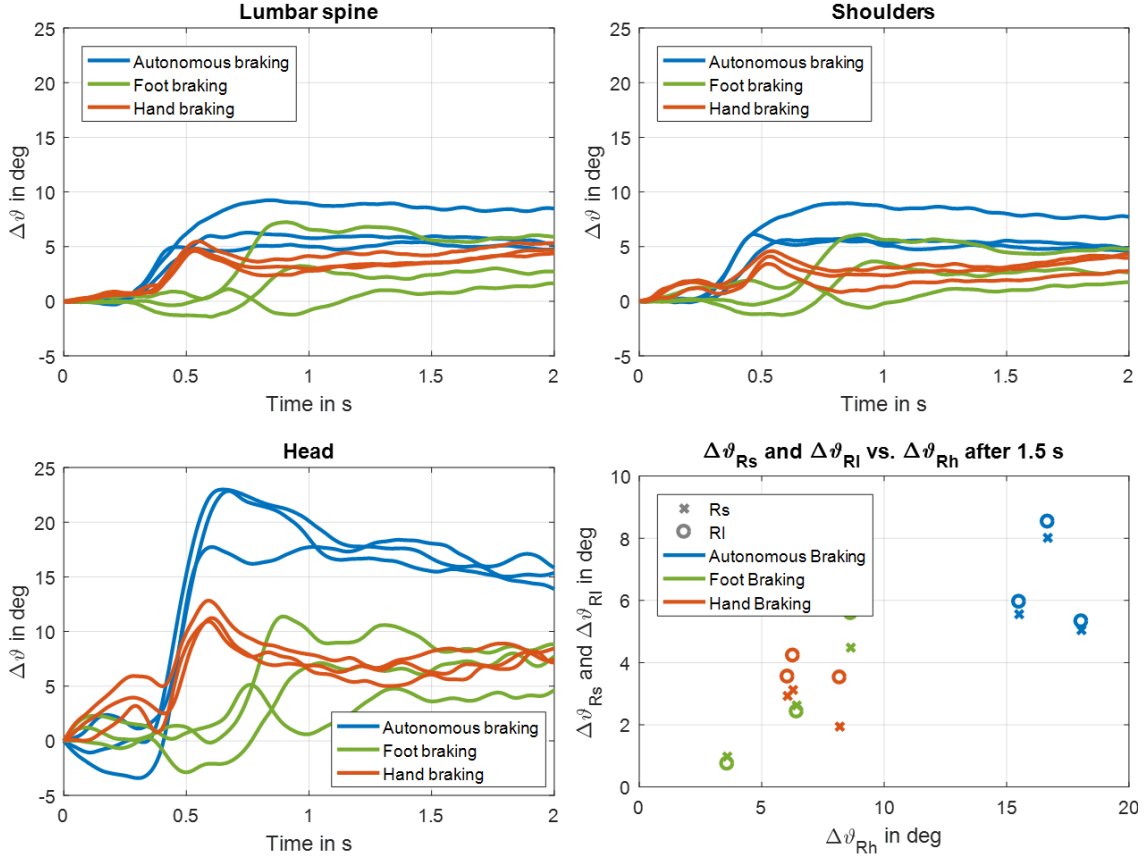 Lumbar spine
25
20
15
10
5
0
-5
Δϑ in deg
Autonomous braking
Foot braking
Hand braking
0 0.5 1 1.5 2
Time in s
Shoulders
25
20
15
10
5
0
-5
Δϑ in deg
Autonomous braking
Foot braking
Hand braking
0 0.5 1 1.5 2
Time in s
Head
25
20
15
10
5
0
-5
Δϑ in deg
Autonomous braking
Foot braking
Hand braking
0 0.5 1 1.5 2
Time in s
Δϑ_Rs and Δϑ_Rl vs. Δϑ_Rh after 1.5 s
10
8
6
4
2
0
Δϑ_Rs and Δϑ_Rl in deg
Rs
Rl
Autonomous Braking
Foot Braking
Hand Braking
0 5 10 15 20
Δϑ_Rh in deg